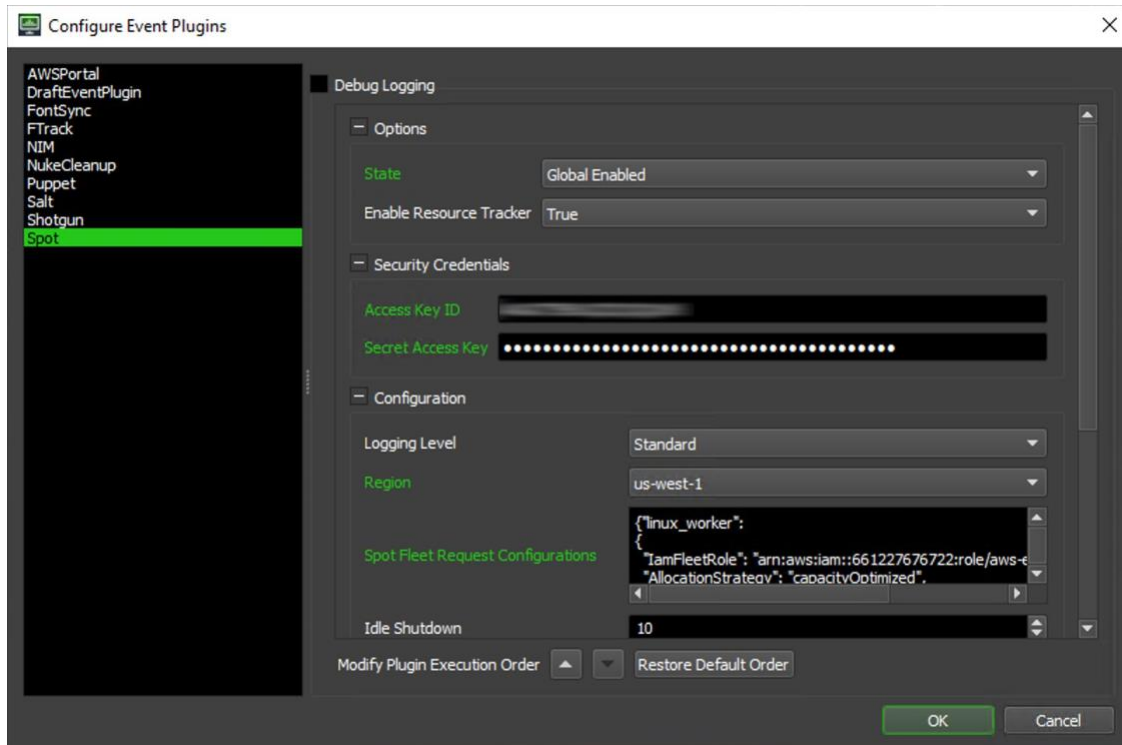 Configure Event Plugins
AWSPortal
DraftEventPlugin
FontSync
FTrack
NIM
NukeCleanup
Puppet
Salt
Shotgun
Spot
Debug Logging
Options
State Global Enabled
Enable Resource Tracker True
Security Credentials
Access Key ID
Secret Access Key
Configuration
Logging Level Standard
Region us-west-1
Spot Fleet Request Configurations
{"linux_worker":
{
"IamFleetRole": "arn:aws:iam::661227676722:role/aws-e
"AllocationStrategy": "capacityOptimized",
Idle Shutdown 10
Modify Plugin Execution Order Restore Default Order
OK Cancel